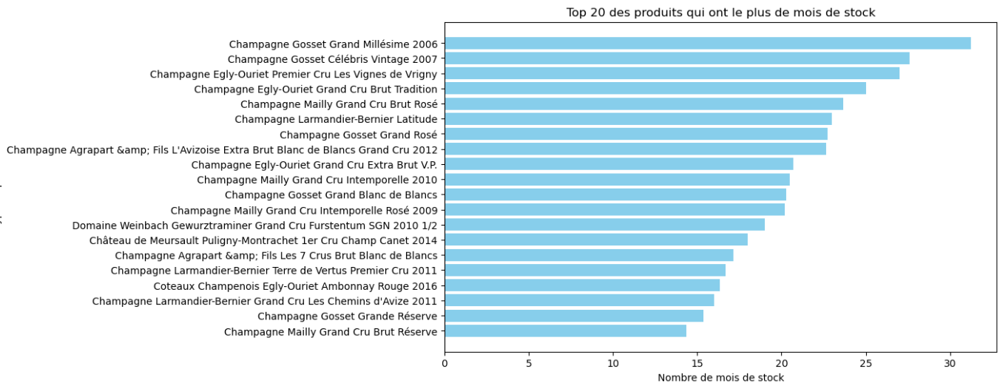 Top 20 des produits qui ont le plus de mois de stock
Champagne Gosset Grand Millésime 2006
Champagne Gosset Célébris Vintage 2007
Champagne Egly-Ouriet Premier Cru Les Vignes de Vrigny
Champagne Egly-Ouriet Grand Cru Brut Tradition
Champagne Mailly Grand Cru Brut Rosé
Champagne Larmandier-Bernier Latitude
Champagne Gosset Grand Rosé
Champagne Agrapart &amp; Fils L'Avizoise Extra Brut Blanc de Blancs Grand Cru 2012
Champagne Egly-Ouriet Grand Cru Extra Brut V.P.
Champagne Mailly Grand Cru Intemporelle 2010
Champagne Gosset Grand Blanc de Blancs
Champagne Mailly Grand Cru Intemporelle Rosé 2009
Domaine Weinbach Gewurztraminer Grand Cru Furstentum SGN 2010 1/2
Château de Meursault Puligny-Montrachet 1er Cru Champ Canet 2014
Champagne Agrapart &amp; Fils Les 7 Crus Brut Blanc de Blancs
Champagne Larmandier-Bernier Terre de Vertus Premier Cru 2011
Coteaux Champenois Egly-Ouriet Ambonnay Rouge 2016
Champagne Larmandier-Bernier Grand Cru Les Chemins d'Avize 2011
Champagne Gosset Grande Réserve
Champagne Mailly Grand Cru Brut Réserve
0 5 10 15 20 25 30
Nombre de mois de stock